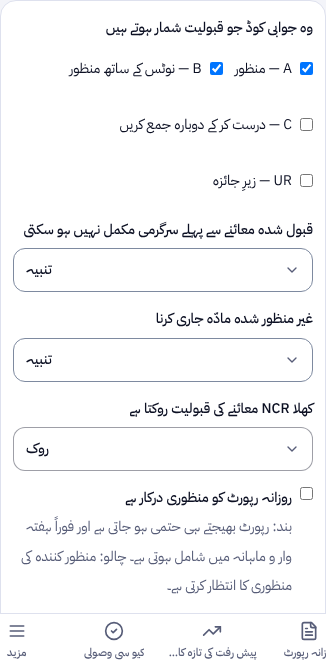 وہ جوابی کوڈ جو قبولیت شمار ہوتے ہیں
A — منظور
B — نوٹس کے ساتھ منظور
C — درست کر کے دوبارہ جمع کریں
UR — زیرِ جائزہ
قبول شدہ معائنے سے پہلے سرگرمی مکمل نہیں ہو سکتی
تنبیہ
غیر منظور شدہ مادّہ جاری کرنا
تنبیہ
کھلا NCR معائنے کی قبولیت روکتا ہے
روک
روزانہ رپورٹ کو منظوری درکار ہے
بند: رپورٹ بھیجتے ہی حتمی ہو جاتی ہے اور فوراً ہفتہ
وار و ماہانہ میں شامل ہوتی ہے۔ چالو: منظور کنندہ کی
منظوری کا انتظار کرتی ہے۔
زانہ رپورٹ
پیش رفت کی تازہ کا...
کیو سی وصولی
مزید